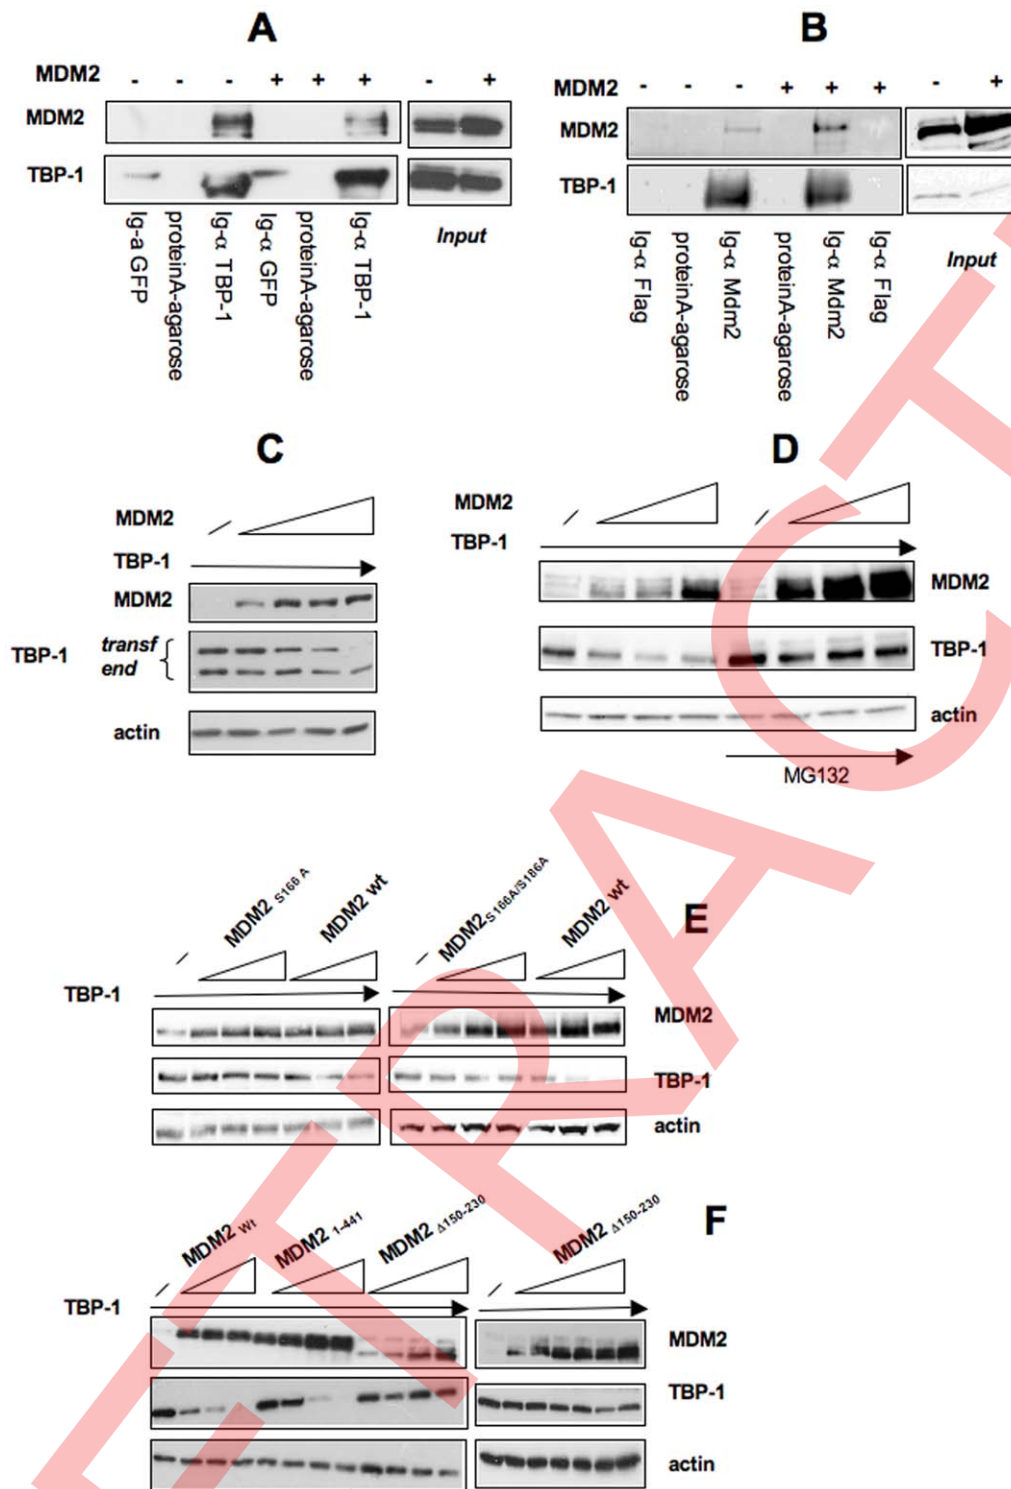 A
MDM2 - - - + + + - +
MDM2
TBP-1
Ig-a GFP
proteinA-agarose
Ig-α TBP-1
Ig-α GFP
proteinA-agarose
Ig-α TBP-1
Input
B
MDM2 - - - + + + - +
MDM2
TBP-1
Ig-α Flag
proteinA-agarose
Ig-α Mdm2
proteinA-agarose
Ig-α Mdm2
Ig-α Flag
Input
C
MDM2
TBP-1
MDM2
TBP-1
transf
end
actin
D
MDM2
TBP-1
MDM2
TBP-1
actin
MG132
E
MDM2 S166 A
MDM2 wt
MDM2 S166A/S186A
MDM2 wt
TBP-1
MDM2
TBP-1
actin
F
MDM2 wt
MDM2 1-441
MDM2 Δ150-230
MDM2 Δ150-230
TBP-1
MDM2
TBP-1
actin